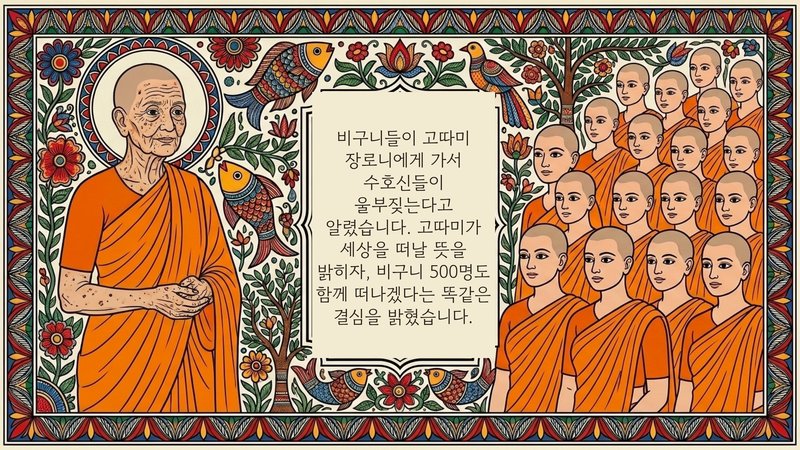 비구니들이 고따미
장로니에게 가서
수호신들이
울부짖는다고
알렸습니다. 고따미가
세상을 떠날 뜻을
밝히자, 비구니 500명도
함께 떠나겠다는 똑같은
결심을 밝혔습니다.